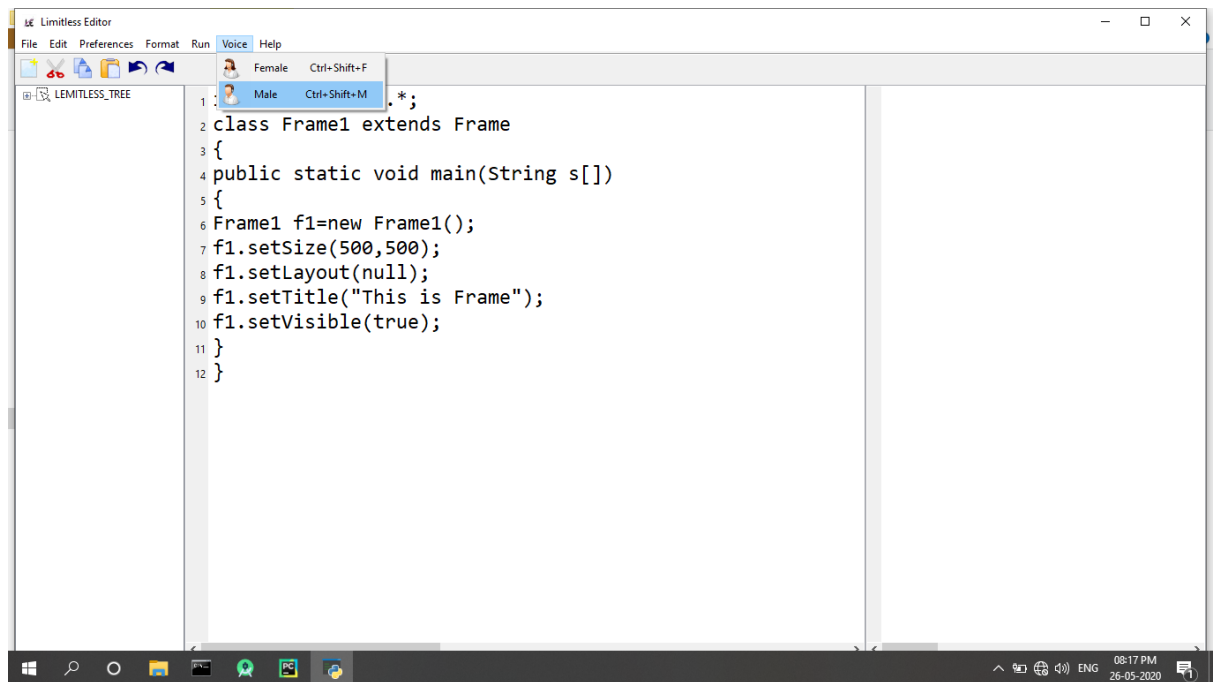 LE Limitless Editor
File Edit Preferences Format Run Voice Help
Female Ctrl+Shift+F
Male Ctrl+Shift+M
LEMITLESS_TREE
1 .*;
2 class Frame1 extends Frame
3 {
4 public static void main(String s[])
5 {
6 Frame1 f1=new Frame1();
7 f1.setSize(500,500);
8 f1.setLayout(null);
9 f1.setTitle("This is Frame");
10 f1.setVisible(true);
11 }
12 }
PC
ENG
08:17 PM
26-05-2020
1